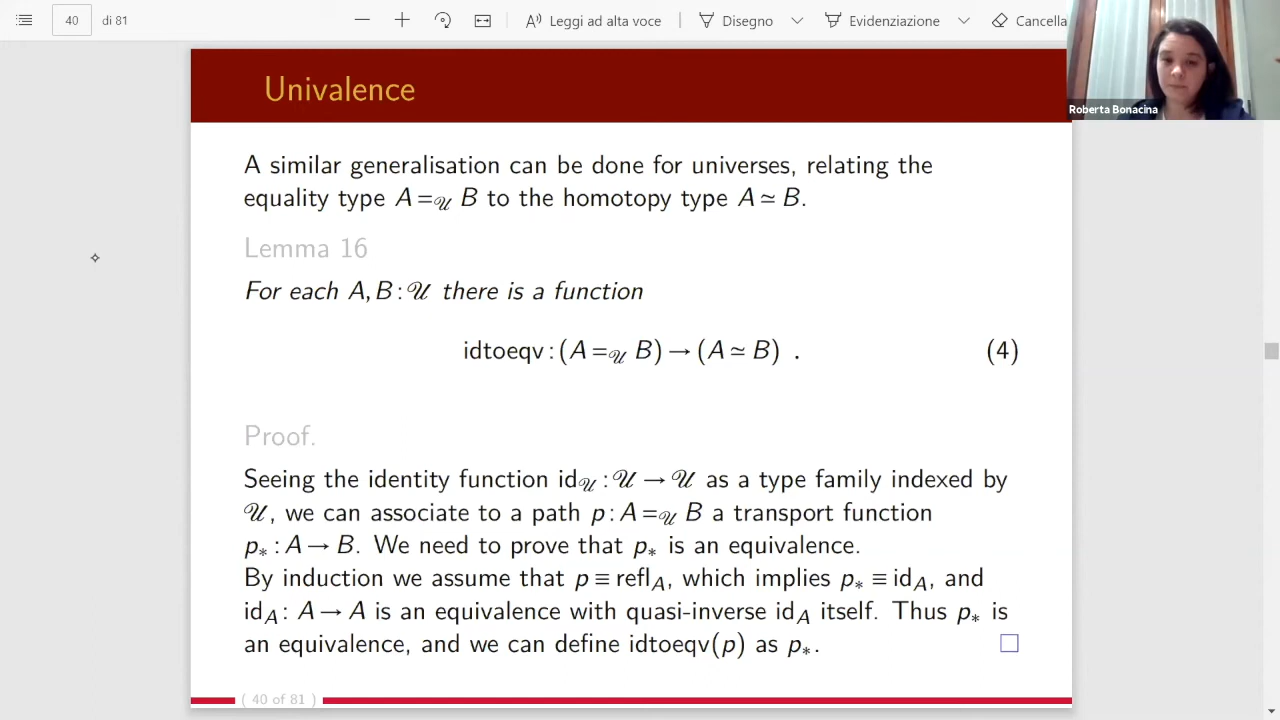 40 di 81 Leggi ad alta voce Disegno Evidenziazione Cancella
Roberta Bonacina
Univalence
A similar generalisation can be done for universes, relating the
equality type A =𝒰 B to the homotopy type A ≃ B.
Lemma 16
For each A, B : 𝒰 there is a function
idtoeqv : (A =𝒰 B) → (A ≃ B) . (4)
Proof.
Seeing the identity function id𝒰 : 𝒰 → 𝒰 as a type family indexed by
𝒰, we can associate to a path p : A =𝒰 B a transport function
p∗ : A → B. We need to prove that p∗ is an equivalence.
By induction we assume that p ≡ refl_A, which implies p∗ ≡ id_A, and
id_A : A → A is an equivalence with quasi-inverse id_A itself. Thus p∗ is
an equivalence, and we can define idtoeqv(p) as p∗. □
( 40 of 81 )